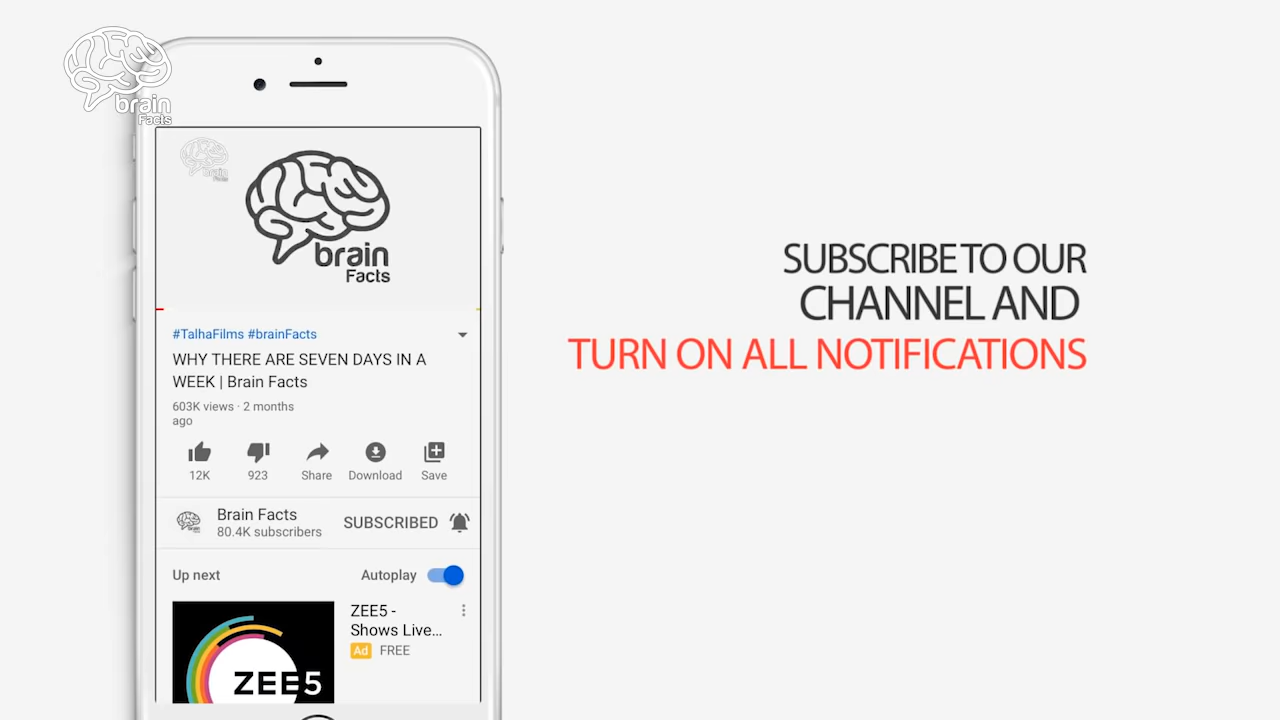 brain
Facts
brain
Facts
brain
Facts
#TalhaFilms #brainFacts
WHY THERE ARE SEVEN DAYS IN A
WEEK | Brain Facts
603K views · 2 months
ago
12K
923
Share
Download
Save
Brain Facts
80.4K subscribers
SUBSCRIBED
Up next
Autoplay
ZEE5
ZEE5 -
Shows Live...
Ad FREE
SUBSCRIBE TO OUR
CHANNEL AND
TURN ON ALL NOTIFICATIONS